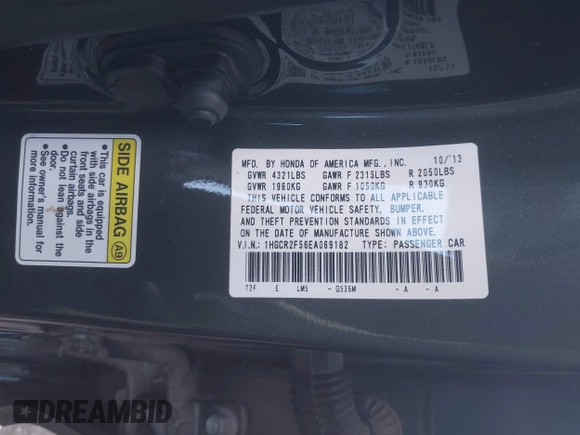 MFD. BY HONDA OF AMERICA MFG., INC. 10/13
GVWR 4321LBS GAWR F 2315LBS R 2050LBS
GVWR 1960KG GAWR F 1050KG R 930KG
THIS VEHICLE CONFORMS TO ALL APPLICABLE
FEDERAL MOTOR VEHICLE SAFETY, BUMPER,
AND THEFT PREVENTION STANDARDS IN EFFECT
ON THE DATE OF MANUFACTURE SHOWN ABOVE.
V.I.N.: 1HGCR2F56EA069182 TYPE: PASSENGER CAR
T2F E LM5 - G536M - A - A
SIDE AIRBAG A9
• This car is equipped
with side airbags in the
front seats and side
curtain airbags.
• Do not lean against the
door.
• See owner's manual for
more information.
DREAMBID